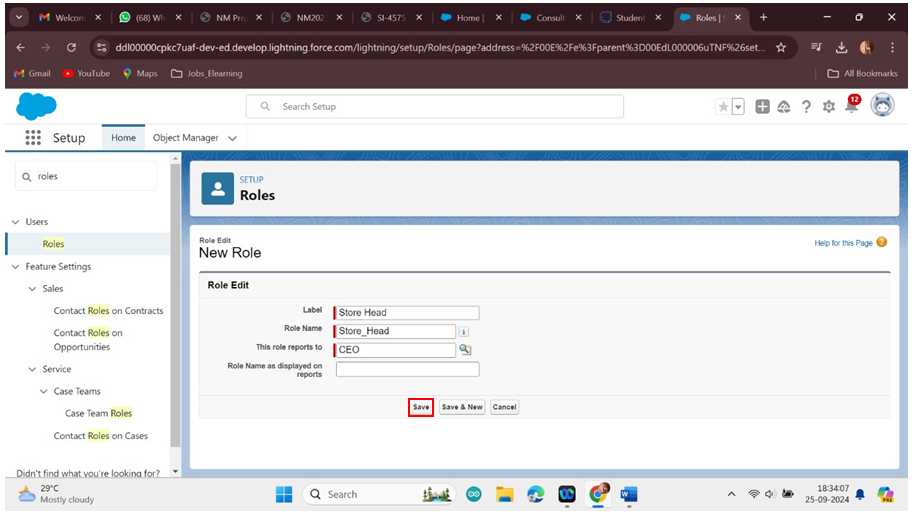 Welcom
(68) Wh
NM Pro
NM202
SI-4575
Home |
Consult
Student
Roles | S
ddl00000cpkc7uaf-dev-ed.develop.lightning.force.com/lightning/setup/Roles/page?address=%2F00E%2Fe%3Fparent%3D00EdL000006uTNF%26set...
Gmail
YouTube
Maps
Jobs_Elearning
All Bookmarks
Search Setup
12
Setup
Home
Object Manager
roles
Users
Roles
Feature Settings
Sales
Contact Roles on Contracts
Contact Roles on
Opportunities
Service
Case Teams
Case Team Roles
Contact Roles on Cases
Didn't find what you're looking for?
SETUP
Roles
Role Edit
New Role
Help for this Page
Role Edit
Label Store Head
Role Name Store_Head
This role reports to CEO
Role Name as displayed on
reports
Save
Save & New
Cancel
29°C
Mostly cloudy
Search
18:34:07
25-09-2024